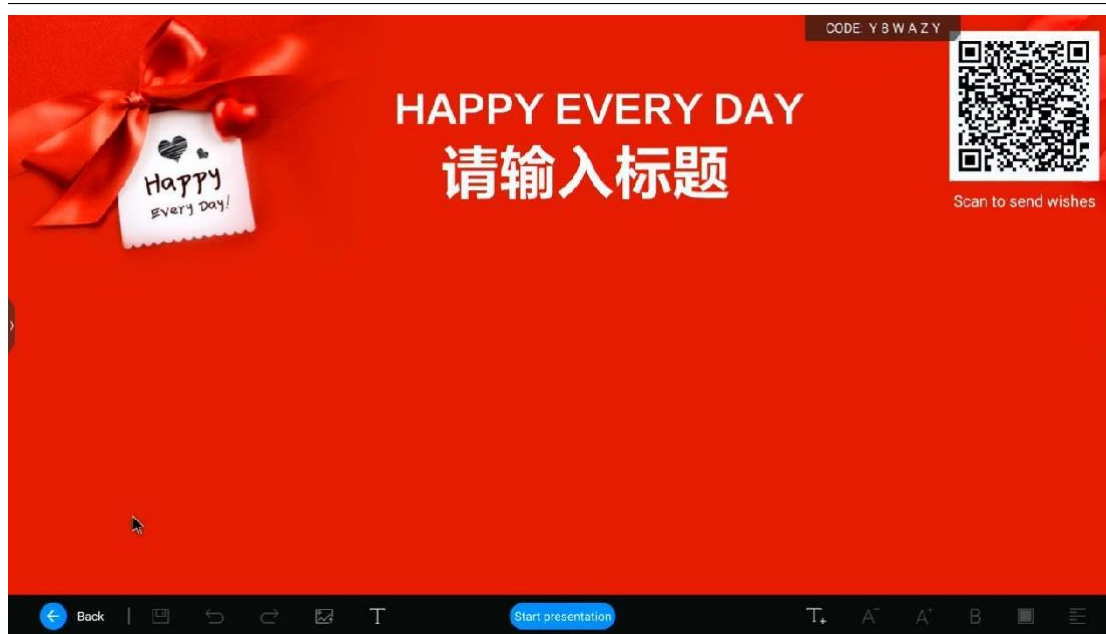 CODE: Y8WAZY
HAPPY EVERY DAY
请输入标题
Happy
Every Day!
Scan to send wishes
Back
T
Start presentation
T+
A-
A+
B